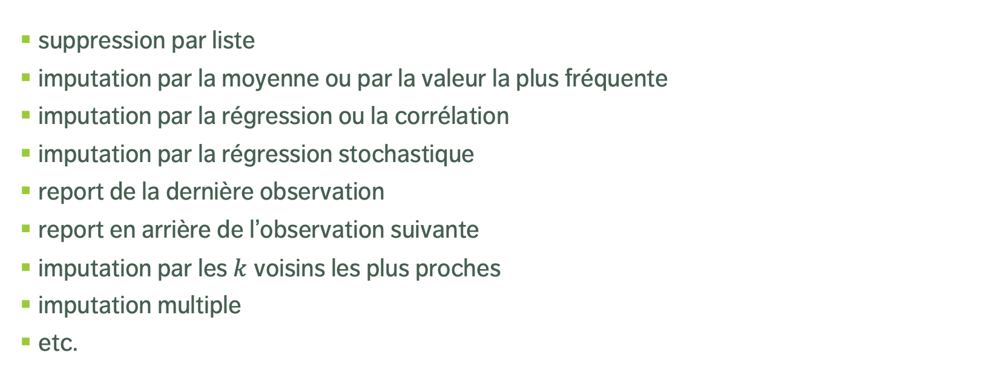 ▪ suppression par liste
▪ imputation par la moyenne ou par la valeur la plus fréquente
▪ imputation par la régression ou la corrélation
▪ imputation par la régression stochastique
▪ report de la dernière observation
▪ report en arrière de l’observation suivante
▪ imputation par les k voisins les plus proches
▪ imputation multiple
▪ etc.